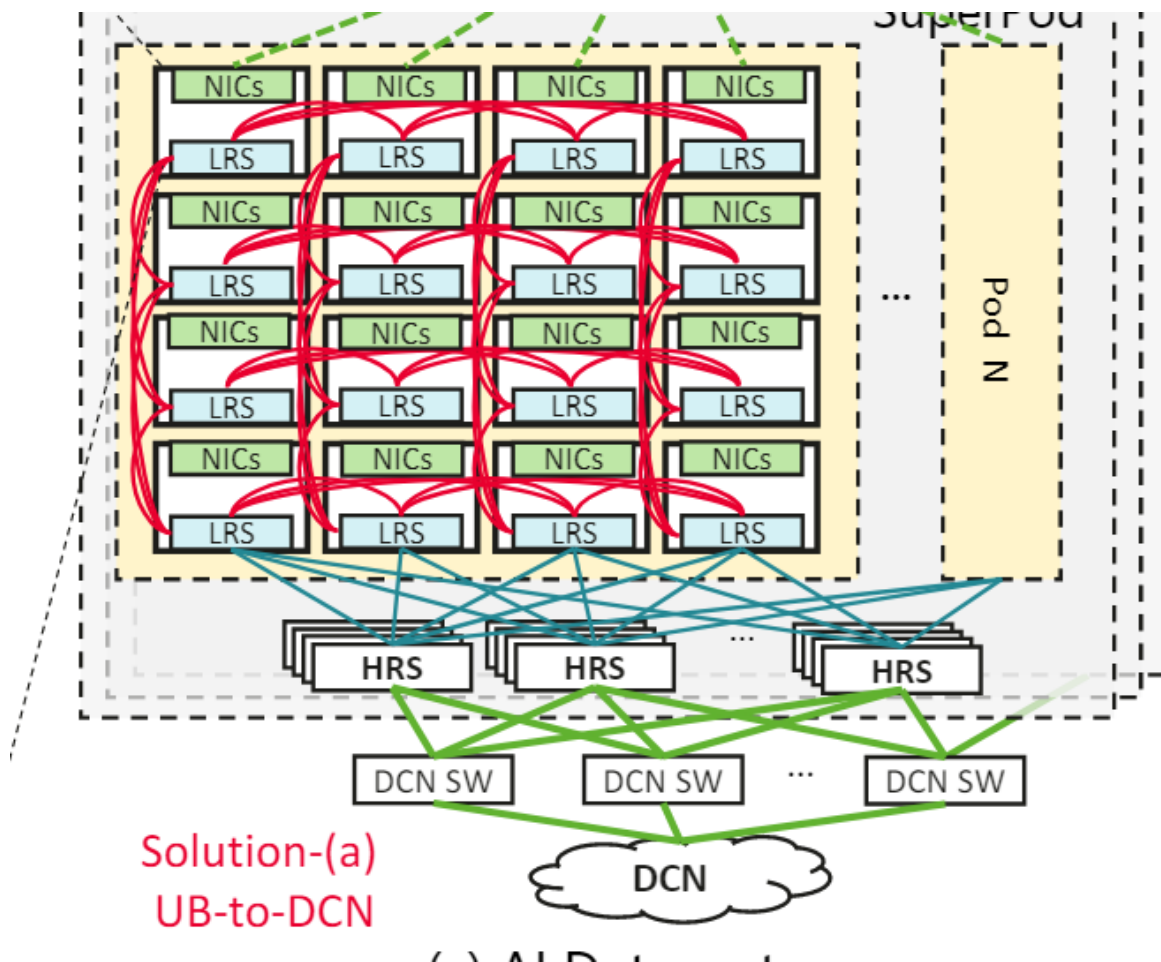 SuperPod
NICs NICs NICs NICs
LRS LRS LRS LRS
NICs NICs NICs NICs
LRS LRS LRS LRS
... Pod N
NICs NICs NICs NICs
LRS LRS LRS LRS
NICs NICs NICs NICs
LRS LRS LRS LRS
HRS HRS ... HRS
DCN SW DCN SW ... DCN SW
Solution-(a)
UB-to-DCN
DCN